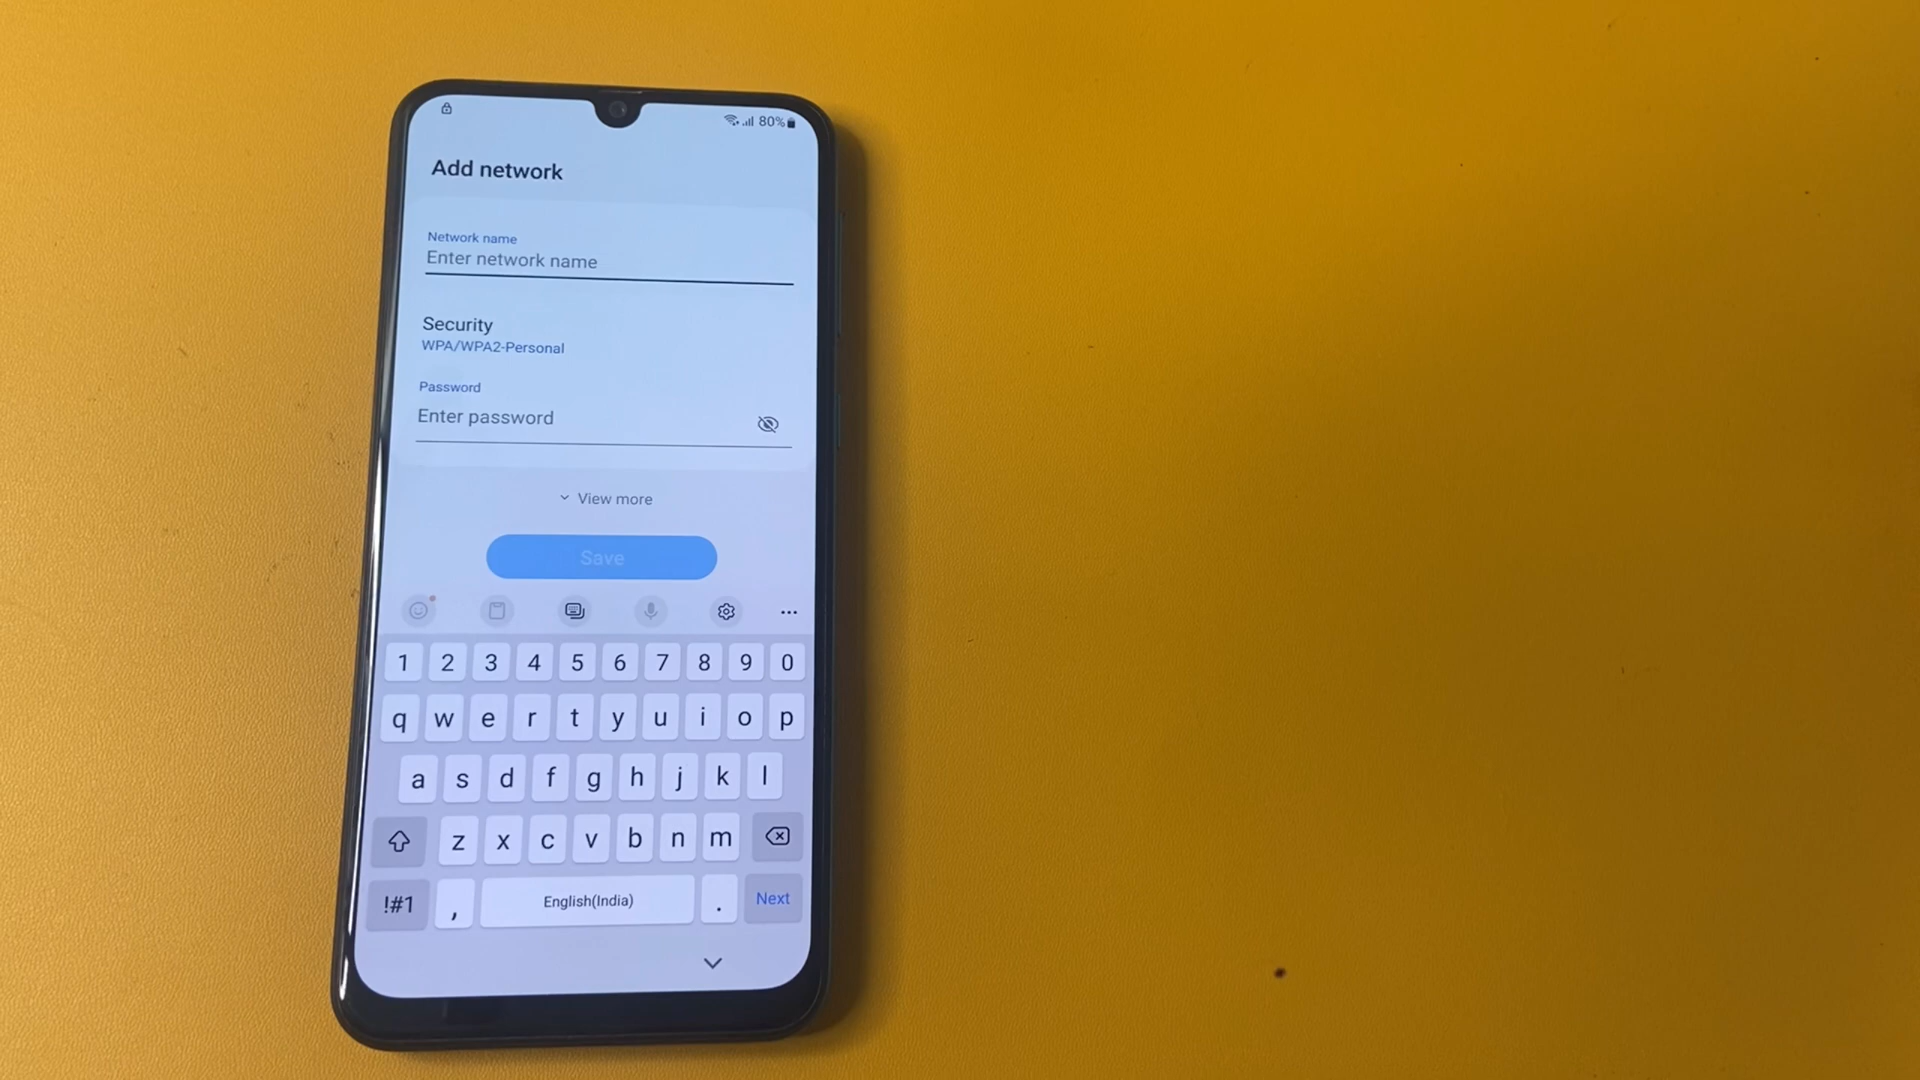 80%
Add network
Network name
Enter network name
Security
WPA/WPA2-Personal
Password
Enter password
View more
Save
1 2 3 4 5 6 7 8 9 0
q w e r t y u i o p
a s d f g h j k l
z x c v b n m
!#1 , English(India) . Next